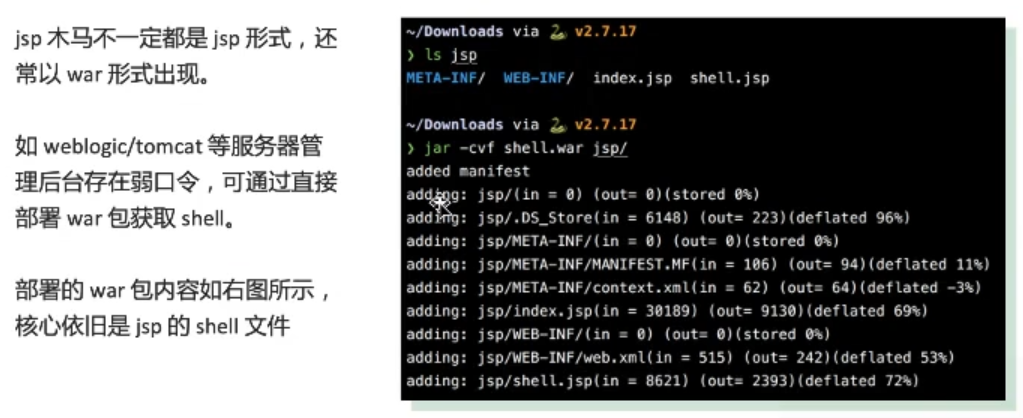 jsp 木马不一定都是 jsp 形式，还
常以 war 形式出现。
如 weblogic/tomcat 等服务器管
理后台存在弱口令，可通过直接
部署 war 包获取 shell。
部署的 war 包内容如右图所示，
核心依旧是 jsp 的 shell 文件
~/Downloads via 🐍 v2.7.17
❯ ls jsp
META-INF/  WEB-INF/  index.jsp  shell.jsp
~/Downloads via 🐍 v2.7.17
❯ jar -cvf shell.war jsp/
added manifest
adding: jsp/(in = 0) (out= 0)(stored 0%)
adding: jsp/.DS_Store(in = 6148) (out= 223)(deflated 96%)
adding: jsp/META-INF/(in = 0) (out= 0)(stored 0%)
adding: jsp/META-INF/MANIFEST.MF(in = 106) (out= 94)(deflated 11%)
adding: jsp/META-INF/context.xml(in = 62) (out= 64)(deflated -3%)
adding: jsp/index.jsp(in = 30189) (out= 9130)(deflated 69%)
adding: jsp/WEB-INF/(in = 0) (out= 0)(stored 0%)
adding: jsp/WEB-INF/web.xml(in = 515) (out= 242)(deflated 53%)
adding: jsp/shell.jsp(in = 8621) (out= 2393)(deflated 72%)